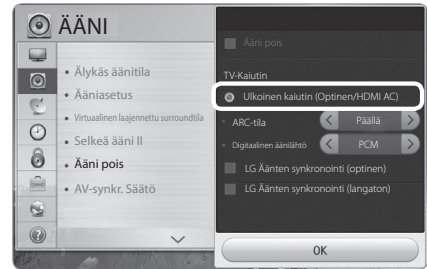 ÄÄNI
Älykäs äänitila
Ääniasetus
Virtuaalinen laajennettu surroundtila
Selkeä ääni II
Ääni pois
AV-synkr. Säätö
Ääni pois
TV-Kaiutin
Ulkoinen kaiutin (Optinen/HDMI AC)
ARC-tila Päällä
Digitaalinen äänilähtö PCM
LG Äänten synkronointi (optinen)
LG Äänten synkronointi (langaton)
OK